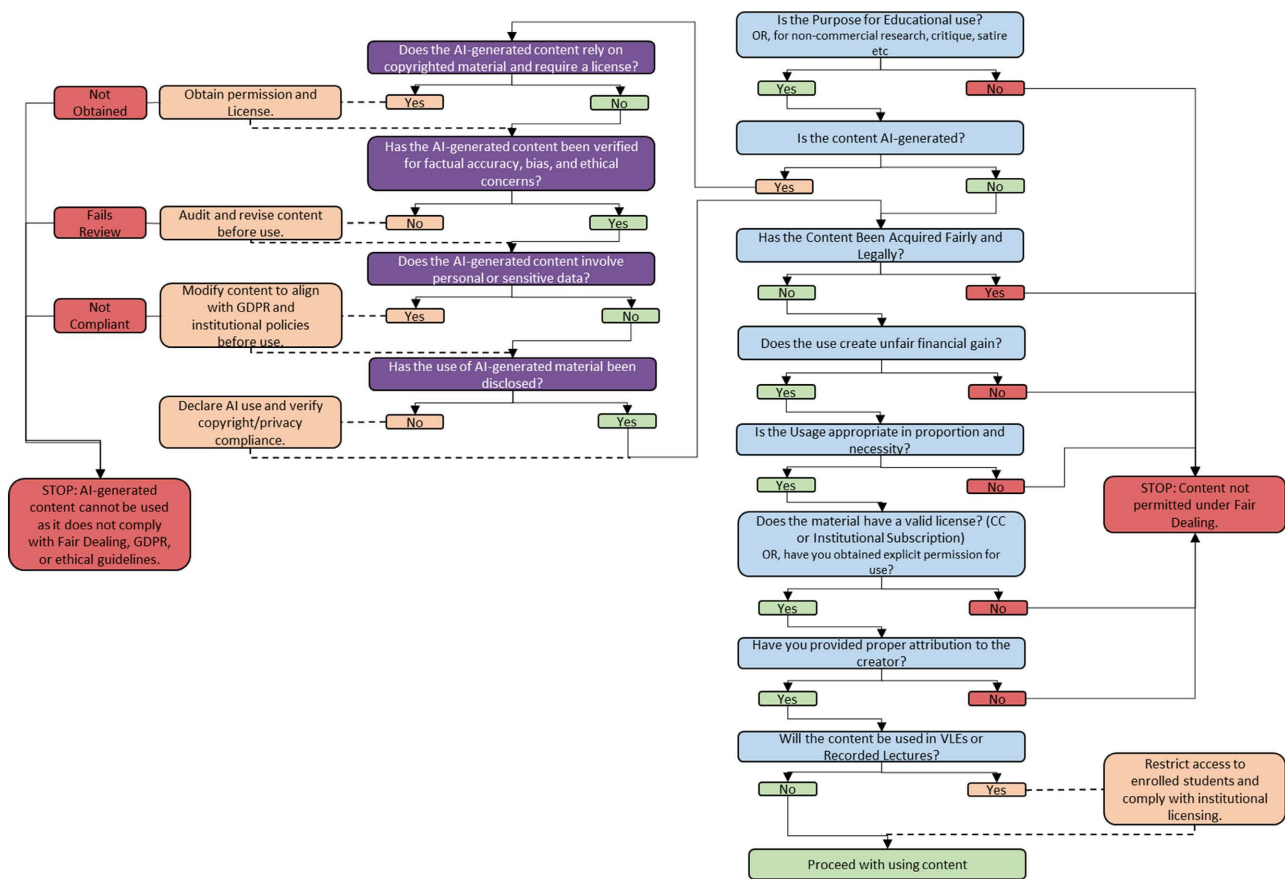 Is the Purpose for Educational use?
OR, for non-commercial research, critique, satire
etc
Yes
No
Is the content AI-generated?
Yes
No
Does the AI-generated content rely on
copyrighted material and require a license?
Not
Obtained
Obtain permission and
License.
Yes
No
Has the AI-generated content been verified
for factual accuracy, bias, and ethical
concerns?
Fails
Review
Audit and revise content
before use.
No
Yes
Does the AI-generated content involve
personal or sensitive data?
Not
Compliant
Modify content to align
with GDPR and
institutional policies
before use.
Yes
No
Has the use of AI-generated material been
disclosed?
Declare AI use and verify
copyright/privacy
compliance.
No
Yes
STOP: AI-generated
content cannot be used
as it does not comply
with Fair Dealing, GDPR,
or ethical guidelines.
Has the Content Been Acquired Fairly and
Legally?
No
Yes
Does the use create unfair financial gain?
Yes
No
Is the Usage appropriate in proportion and
necessity?
Yes
No
STOP: Content not
permitted under Fair
Dealing.
Does the material have a valid license? (CC
or Institutional Subscription)
OR, have you obtained explicit permission for
use?
Yes
No
Have you provided proper attribution to the
creator?
Yes
No
Will the content be used in VLEs or
Recorded Lectures?
No
Yes
Restrict access to
enrolled students and
comply with institutional
licensing.
Proceed with using content